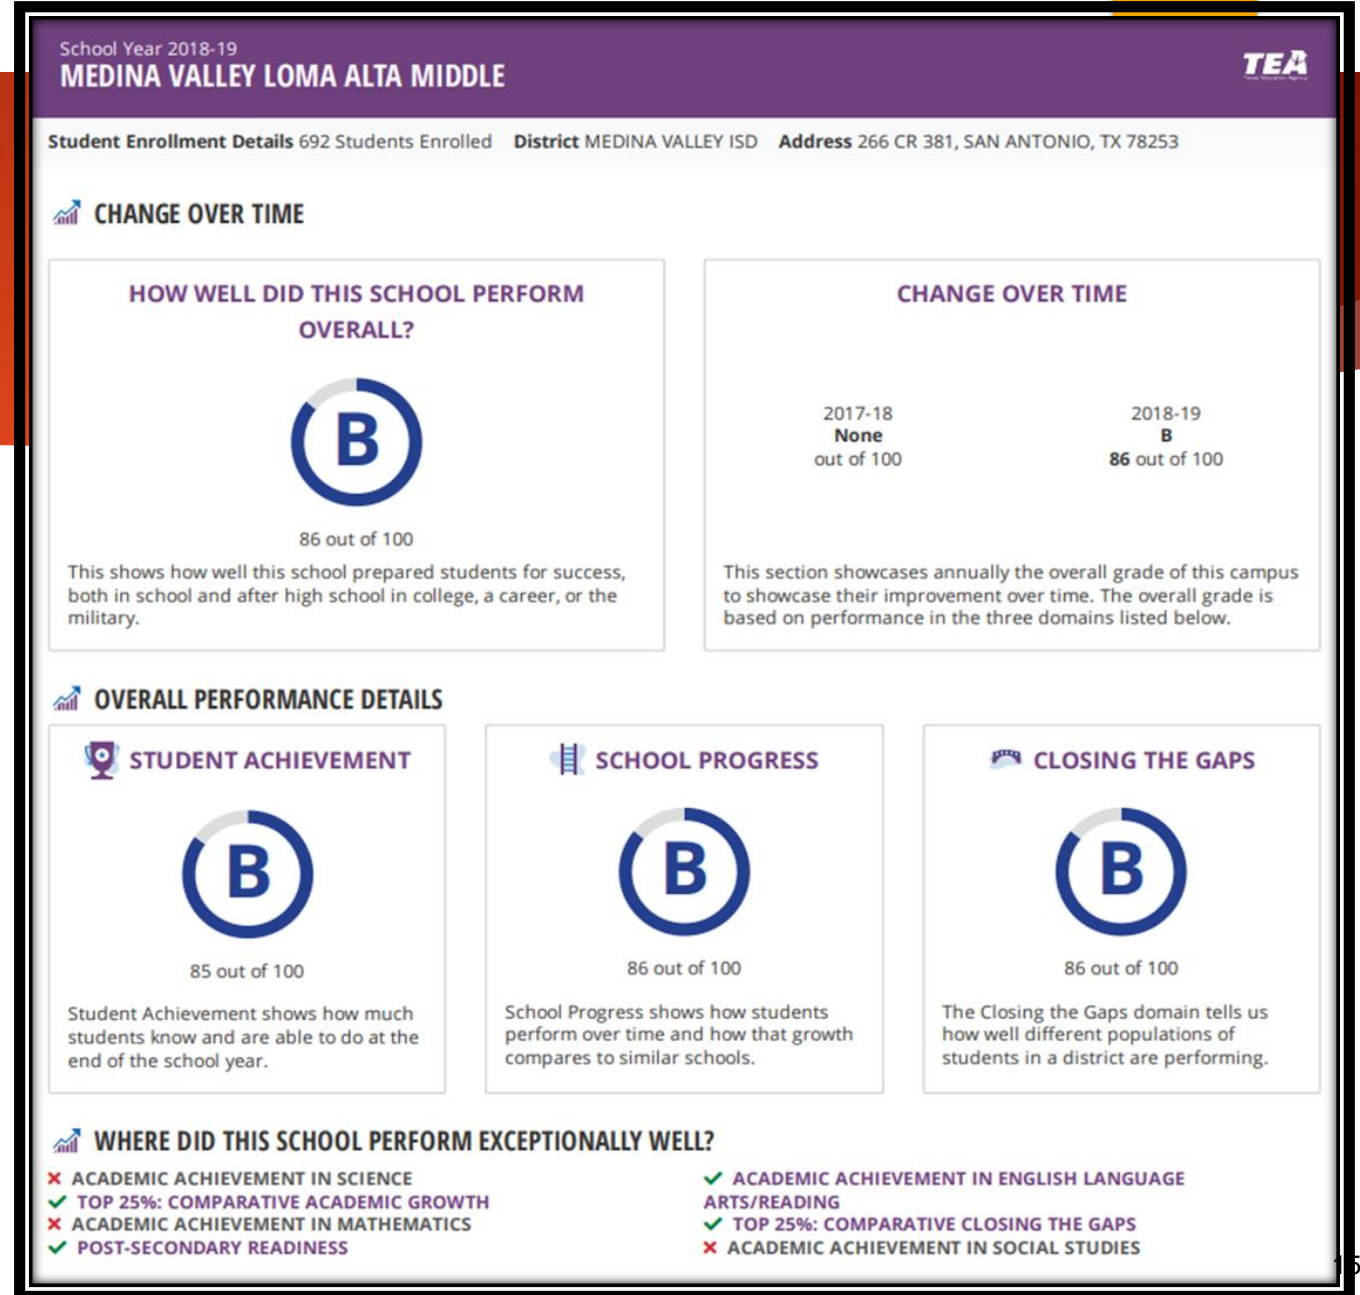 School Year 2018-19
MEDINA VALLEY LOMA ALTA MIDDLE
TEA
Student Enrollment Details 692 Students Enrolled District MEDINA VALLEY ISD Address 266 CR 381, SAN ANTONIO, TX 78253
CHANGE OVER TIME
HOW WELL DID THIS SCHOOL PERFORM
OVERALL?
B
86 out of 100
This shows how well this school prepared students for success,
both in school and after high school in college, a career, or the
military.
CHANGE OVER TIME
2017-18
None
out of 100
2018-19
B
86 out of 100
This section showcases annually the overall grade of this campus
to showcase their improvement over time. The overall grade is
based on performance in the three domains listed below.
OVERALL PERFORMANCE DETAILS
STUDENT ACHIEVEMENT
B
85 out of 100
Student Achievement shows how much
students know and are able to do at the
end of the school year.
SCHOOL PROGRESS
B
86 out of 100
School Progress shows how students
perform over time and how that growth
compares to similar schools.
CLOSING THE GAPS
B
86 out of 100
The Closing the Gaps domain tells us
how well different populations of
students in a district are performing.
WHERE DID THIS SCHOOL PERFORM EXCEPTIONALLY WELL?
ACADEMIC ACHIEVEMENT IN SCIENCE
TOP 25%: COMPARATIVE ACADEMIC GROWTH
ACADEMIC ACHIEVEMENT IN MATHEMATICS
POST-SECONDARY READINESS
ACADEMIC ACHIEVEMENT IN ENGLISH LANGUAGE
ARTS/READING
TOP 25%: COMPARATIVE CLOSING THE GAPS
ACADEMIC ACHIEVEMENT IN SOCIAL STUDIES
15